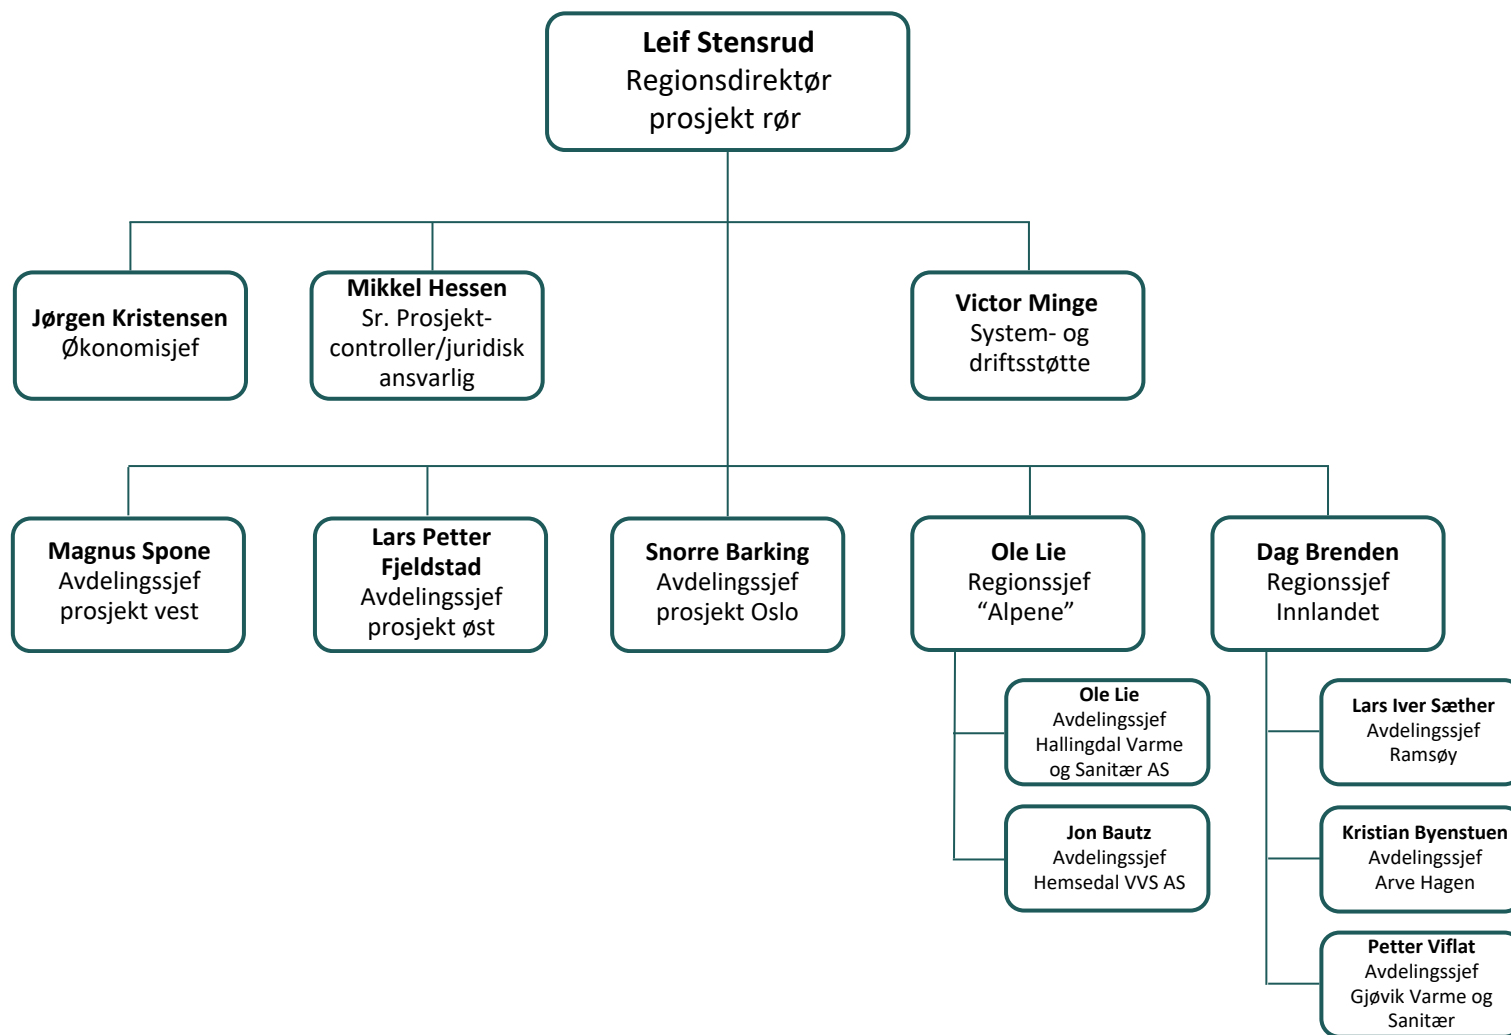 Leif Stensrud
Regionsdirektør
prosjekt rør
Jørgen Kristensen
Økonomisjef
Mikkel Hessen
Sr. Prosjekt-
controller/juridisk
ansvarlig
Victor Minge
System- og
driftsstøtte
Magnus Spone
Avdelingssjef
prosjekt vest
Lars Petter
Fjeldstad
Avdelingssjef
prosjekt øst
Snorre Barking
Avdelingssjef
prosjekt Oslo
Ole Lie
Regionssjef
“Alpene”
Dag Brenden
Regionssjef
Innlandet
Ole Lie
Avdelingssjef
Hallingdal Varme
og Sanitær AS
Jon Bautz
Avdelingssjef
Hemsedal VVS AS
Lars Iver Sæther
Avdelingssjef
Ramsøy
Kristian Byenstuen
Avdelingssjef
Arve Hagen
Petter Viflat
Avdelingssjef
Gjøvik Varme og
Sanitær